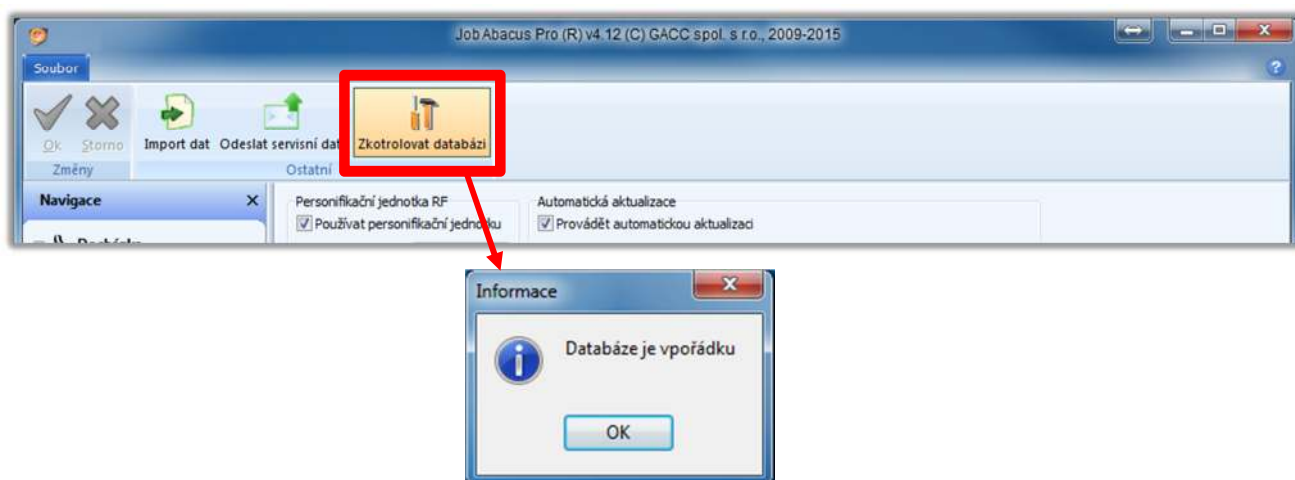 Job Abacus Pro (R) v4.12 (C) GACC spol. s r.o., 2009-2015
Soubor
Ok Storno Import dat Odeslat servisní dat Zkotrolovat databázi
Změny Ostatní
Navigace Personifikační jednotka RF Automatická aktualizace
Používat personifikační jednotku Provádět automatickou aktualizaci
Informace
Databáze je vpořádku
OK